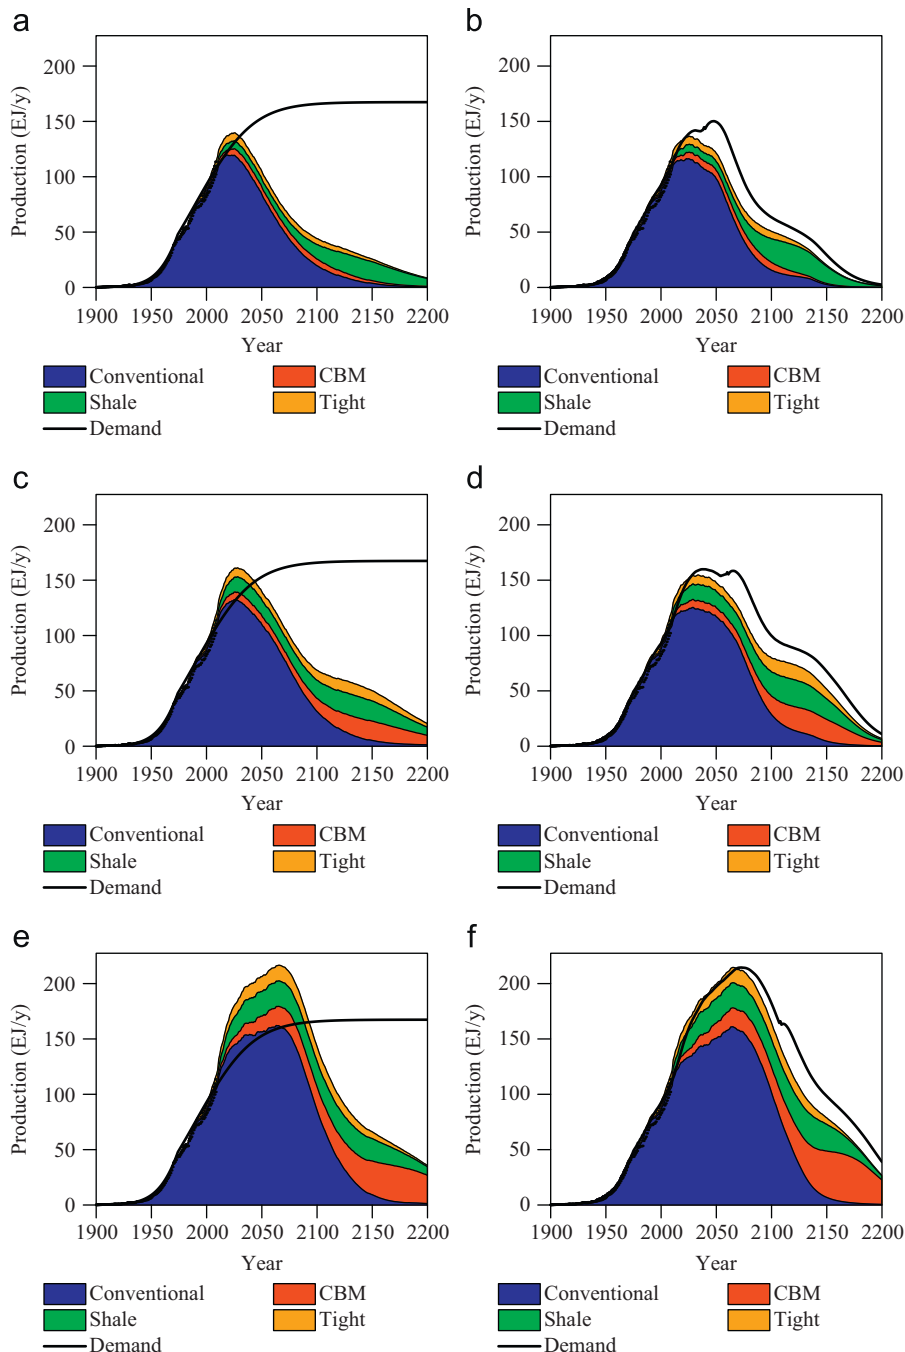 a
Production (EJ/y)
200
150
100
50
0
1900 1950 2000 2050 2100 2200
Year
Conventional CBM
Shale Tight
Demand
b
Production (EJ/y)
200
150
100
50
0
1900 1950 2000 2050 2100 2150 2200
Year
Conventional CBM
Shale Tight
Demand
c
Production (EJ/y)
200
150
100
50
0
1900 1950 2000 2050 2100 2150 2200
Year
Conventional CBM
Shale Tight
Demand
d
Production (EJ/y)
200
150
100
50
0
1900 1950 2000 2050 2100 2150 2200
Year
Conventional CBM
Shale Tight
Demand
e
Production (EJ/y)
200
150
100
50
0
1900 1950 2000 2050 2100 2150 2200
Year
Conventional CBM
Shale Tight
Demand
f
Production (EJ/y)
200
150
100
50
0
1900 1950 2000 2050 2100 2150 2200
Year
Conventional CBM
Shale Tight
Demand